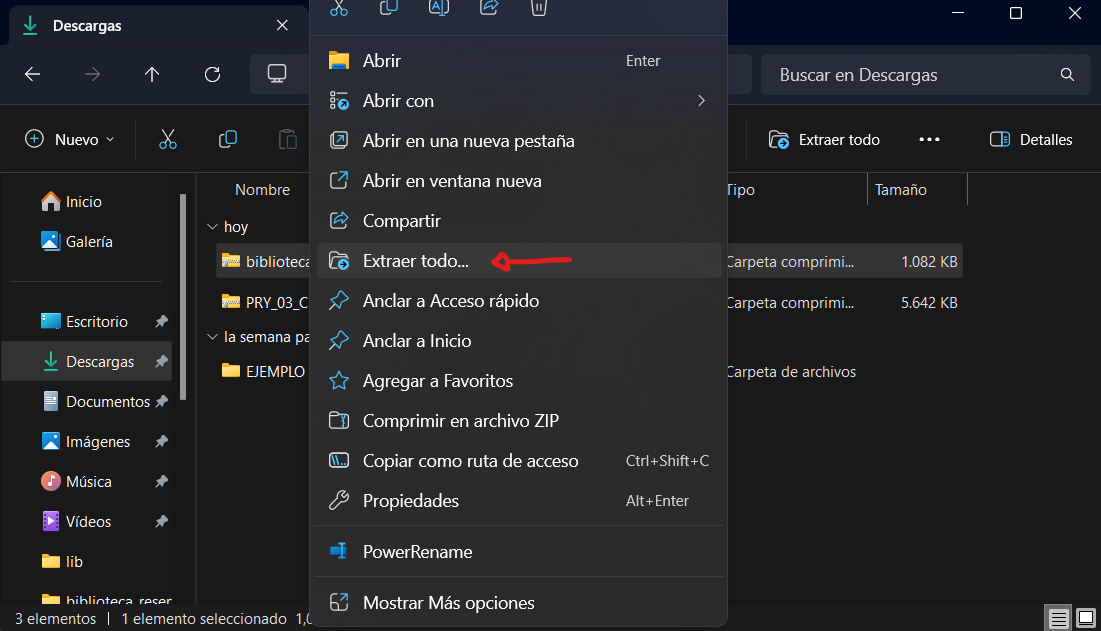 Descargas
Buscar en Descargas
Nuevo
Extraer todo
Detalles
Inicio
Galería
Escritorio
Descargas
Documentos
Imágenes
Música
Vídeos
lib
biblioteca_reser
Nombre
Tipo
Tamaño
hoy
biblioteca
Carpeta comprimi...
1.082 KB
PRY_03_C
Carpeta comprimi...
5.642 KB
la semana pa
EJEMPLO
Carpeta de archivos
Abrir Enter
Abrir con
Abrir en una nueva pestaña
Abrir en ventana nueva
Compartir
Extraer todo...
Anclar a Acceso rápido
Anclar a Inicio
Agregar a Favoritos
Comprimir en archivo ZIP
Copiar como ruta de acceso Ctrl+Shift+C
Propiedades Alt+Enter
PowerRename
Mostrar Más opciones
3 elementos
1 elemento seleccionado 1,0